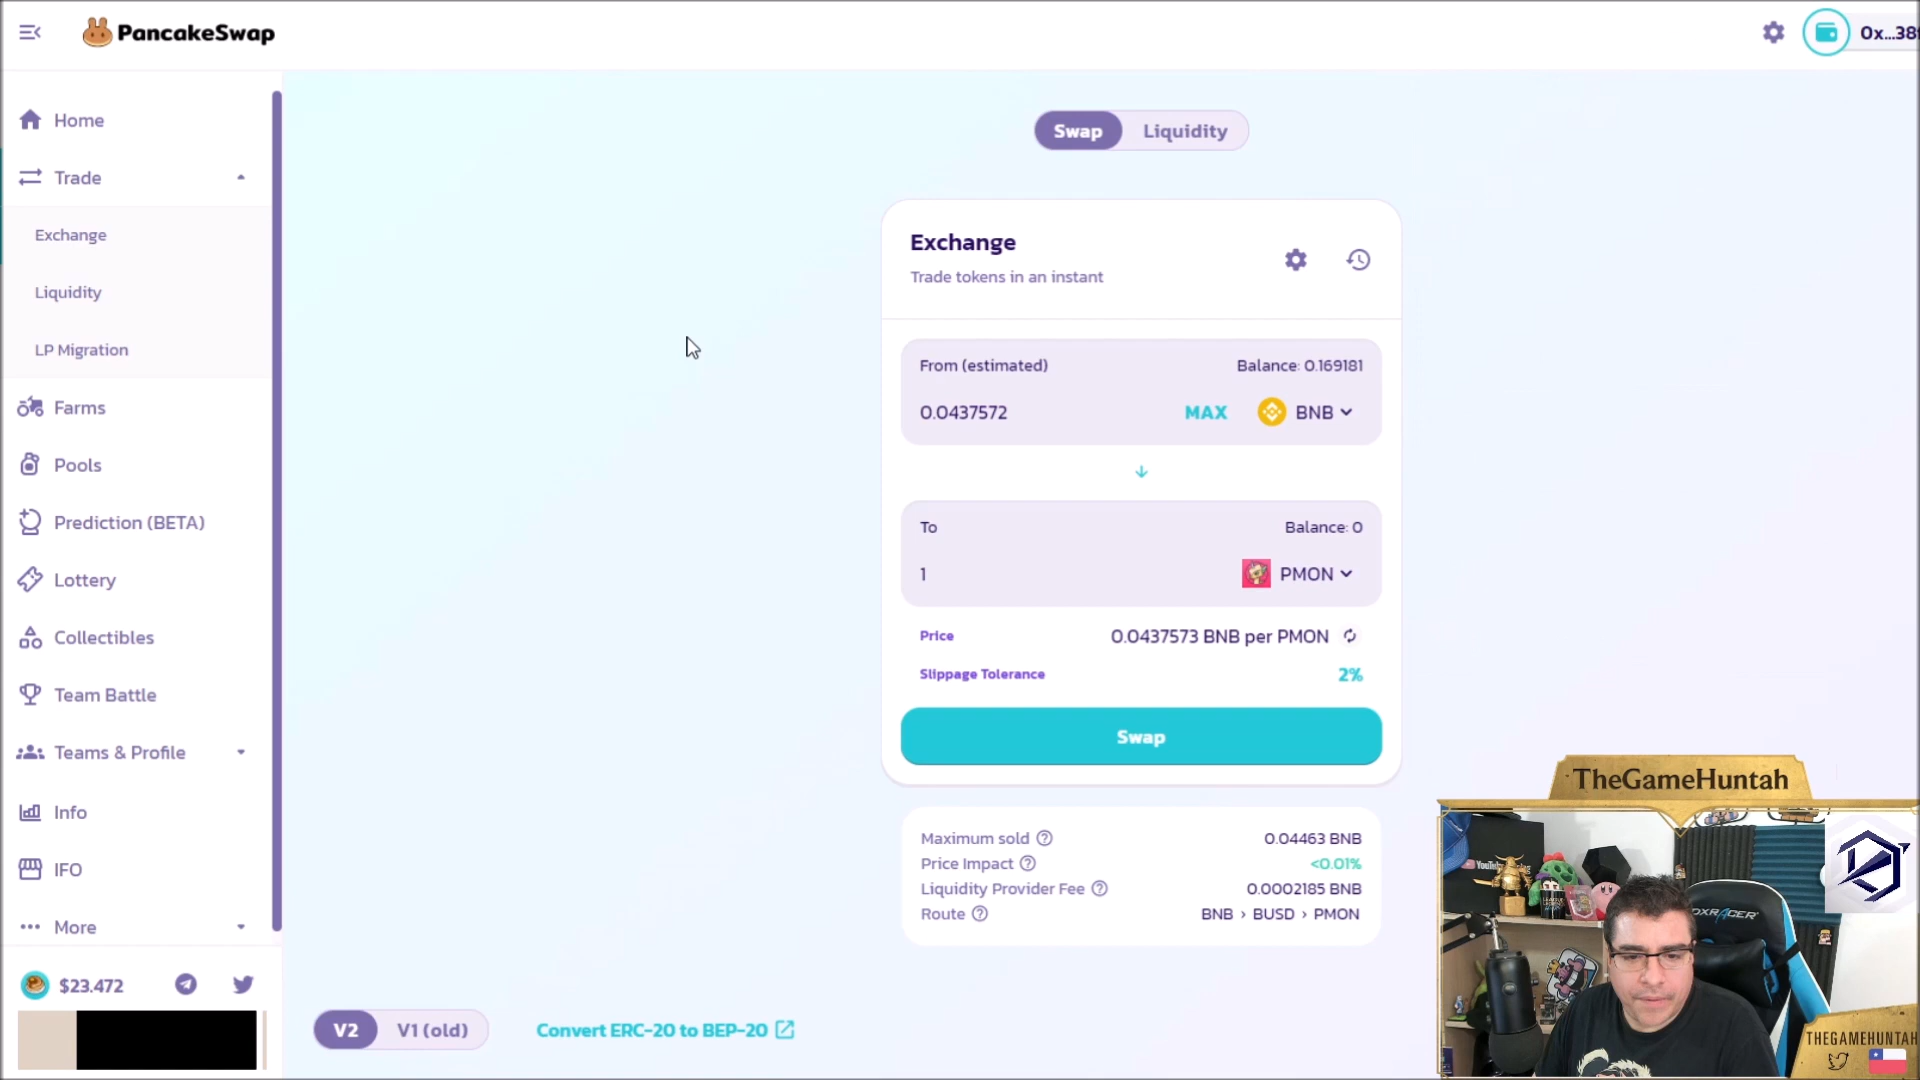 PancakeSwap
0x...38
Home
Trade
Exchange
Liquidity
LP Migration
Farms
Pools
Prediction (BETA)
Lottery
Collectibles
Team Battle
Teams & Profile
Info
IFO
More
$23.472
Swap
Liquidity
Exchange
Trade tokens in an instant
From (estimated)
Balance: 0.169181
0.0437572
MAX
BNB
To
Balance: 0
1
PMON
Price
0.0437573 BNB per PMON
Slippage Tolerance
2%
Swap
Maximum sold
0.04463 BNB
Price Impact
<0.01%
Liquidity Provider Fee
0.0002185 BNB
Route
BNB > BUSD > PMON
V2
V1 (old)
Convert ERC-20 to BEP-20
TheGameHuntah
DXRACER
THEGAMEHUNTAH